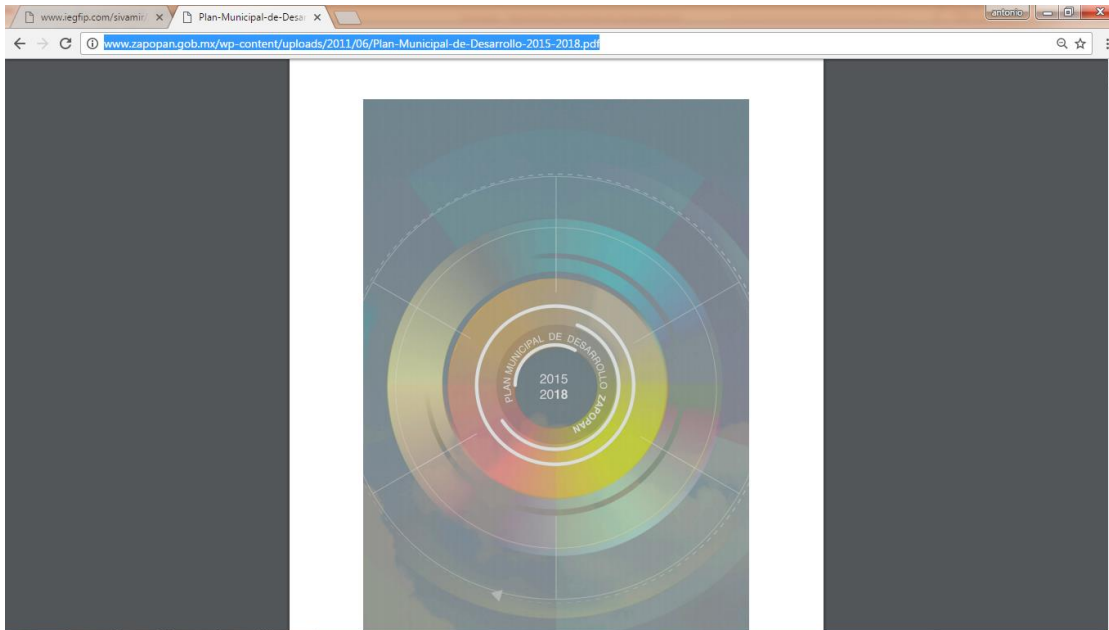 www.iegfip.com/sivamir/
Plan-Municipal-de-Desar
antonio
www.zapopan.gob.mx/wp-content/uploads/2011/06/Plan-Municipal-de-Desarrollo-2015-2018.pdf
PLAN MUNICIPAL DE DESARROLLO ZAPOPAN
2015
2018